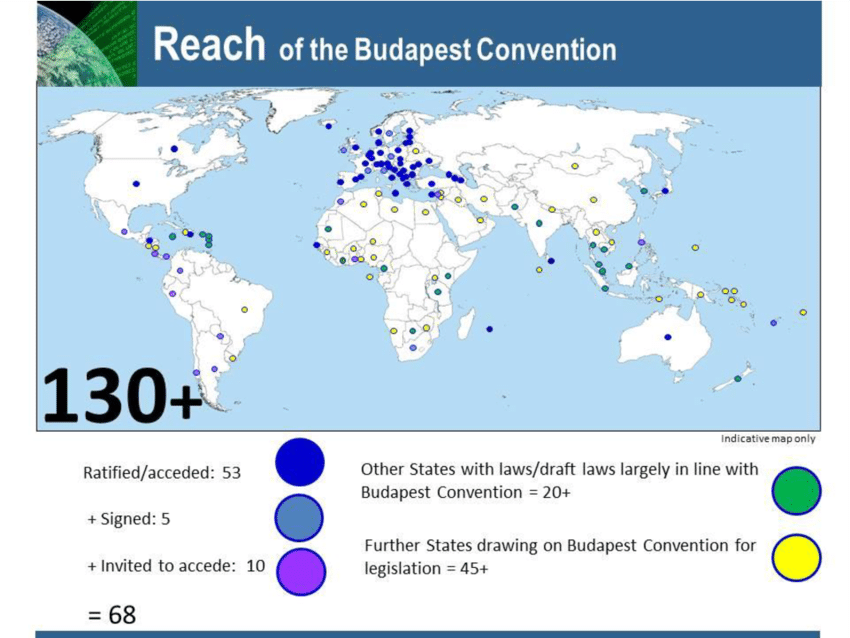 Reach of the Budapest Convention
130+
Indicative map only
Ratified/acceded: 53
+ Signed: 5
+ Invited to accede: 10
= 68
Other States with laws/draft laws largely in line with
Budapest Convention = 20+
Further States drawing on Budapest Convention for
legislation = 45+